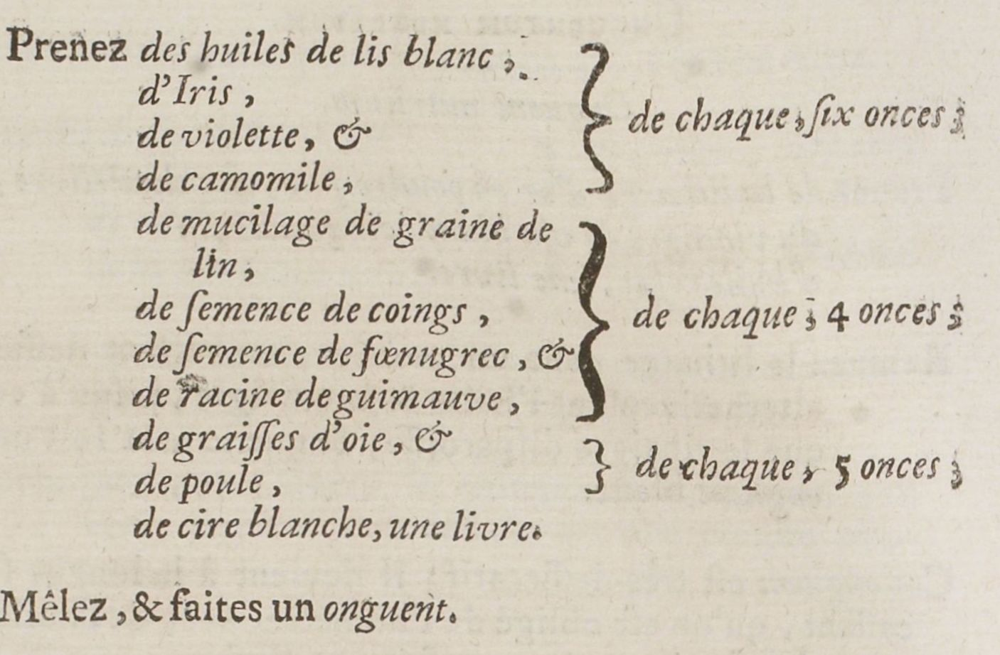 Prenez des huiles de lis blanc,
d'Iris,
de violette, &
de camomile,
de chaque, ſix onces;
de mucilage de graine de
lin,
de ſemence de coings,
de ſemence de fœnugrec, &
de racine de guimauve,
de chaque; 4 onces;
de graiſſes d'oie, &
de poule,
de chaque, 5 onces;
de cire blanche, une livre.
Mêlez, & faites un onguent.